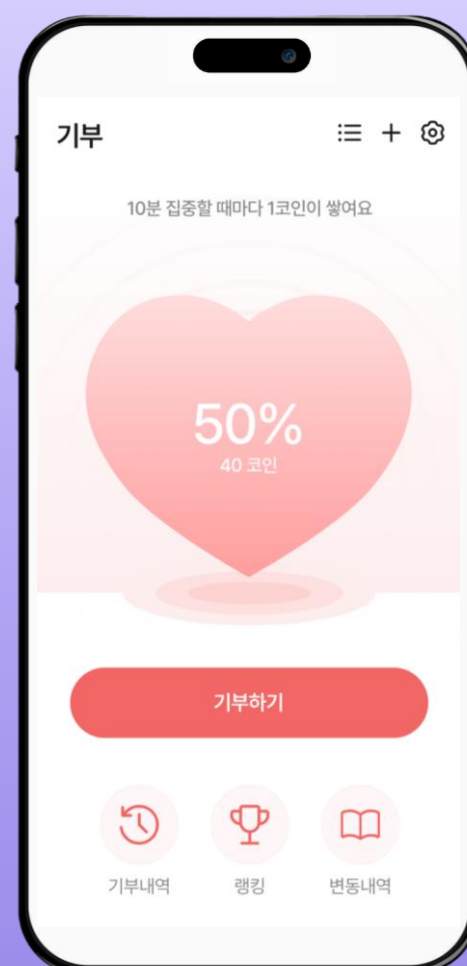 기부
10분 집중할 때마다 1코인이 쌓여요
50%
40 코인
기부하기
기부내역
랭킹
변동내역